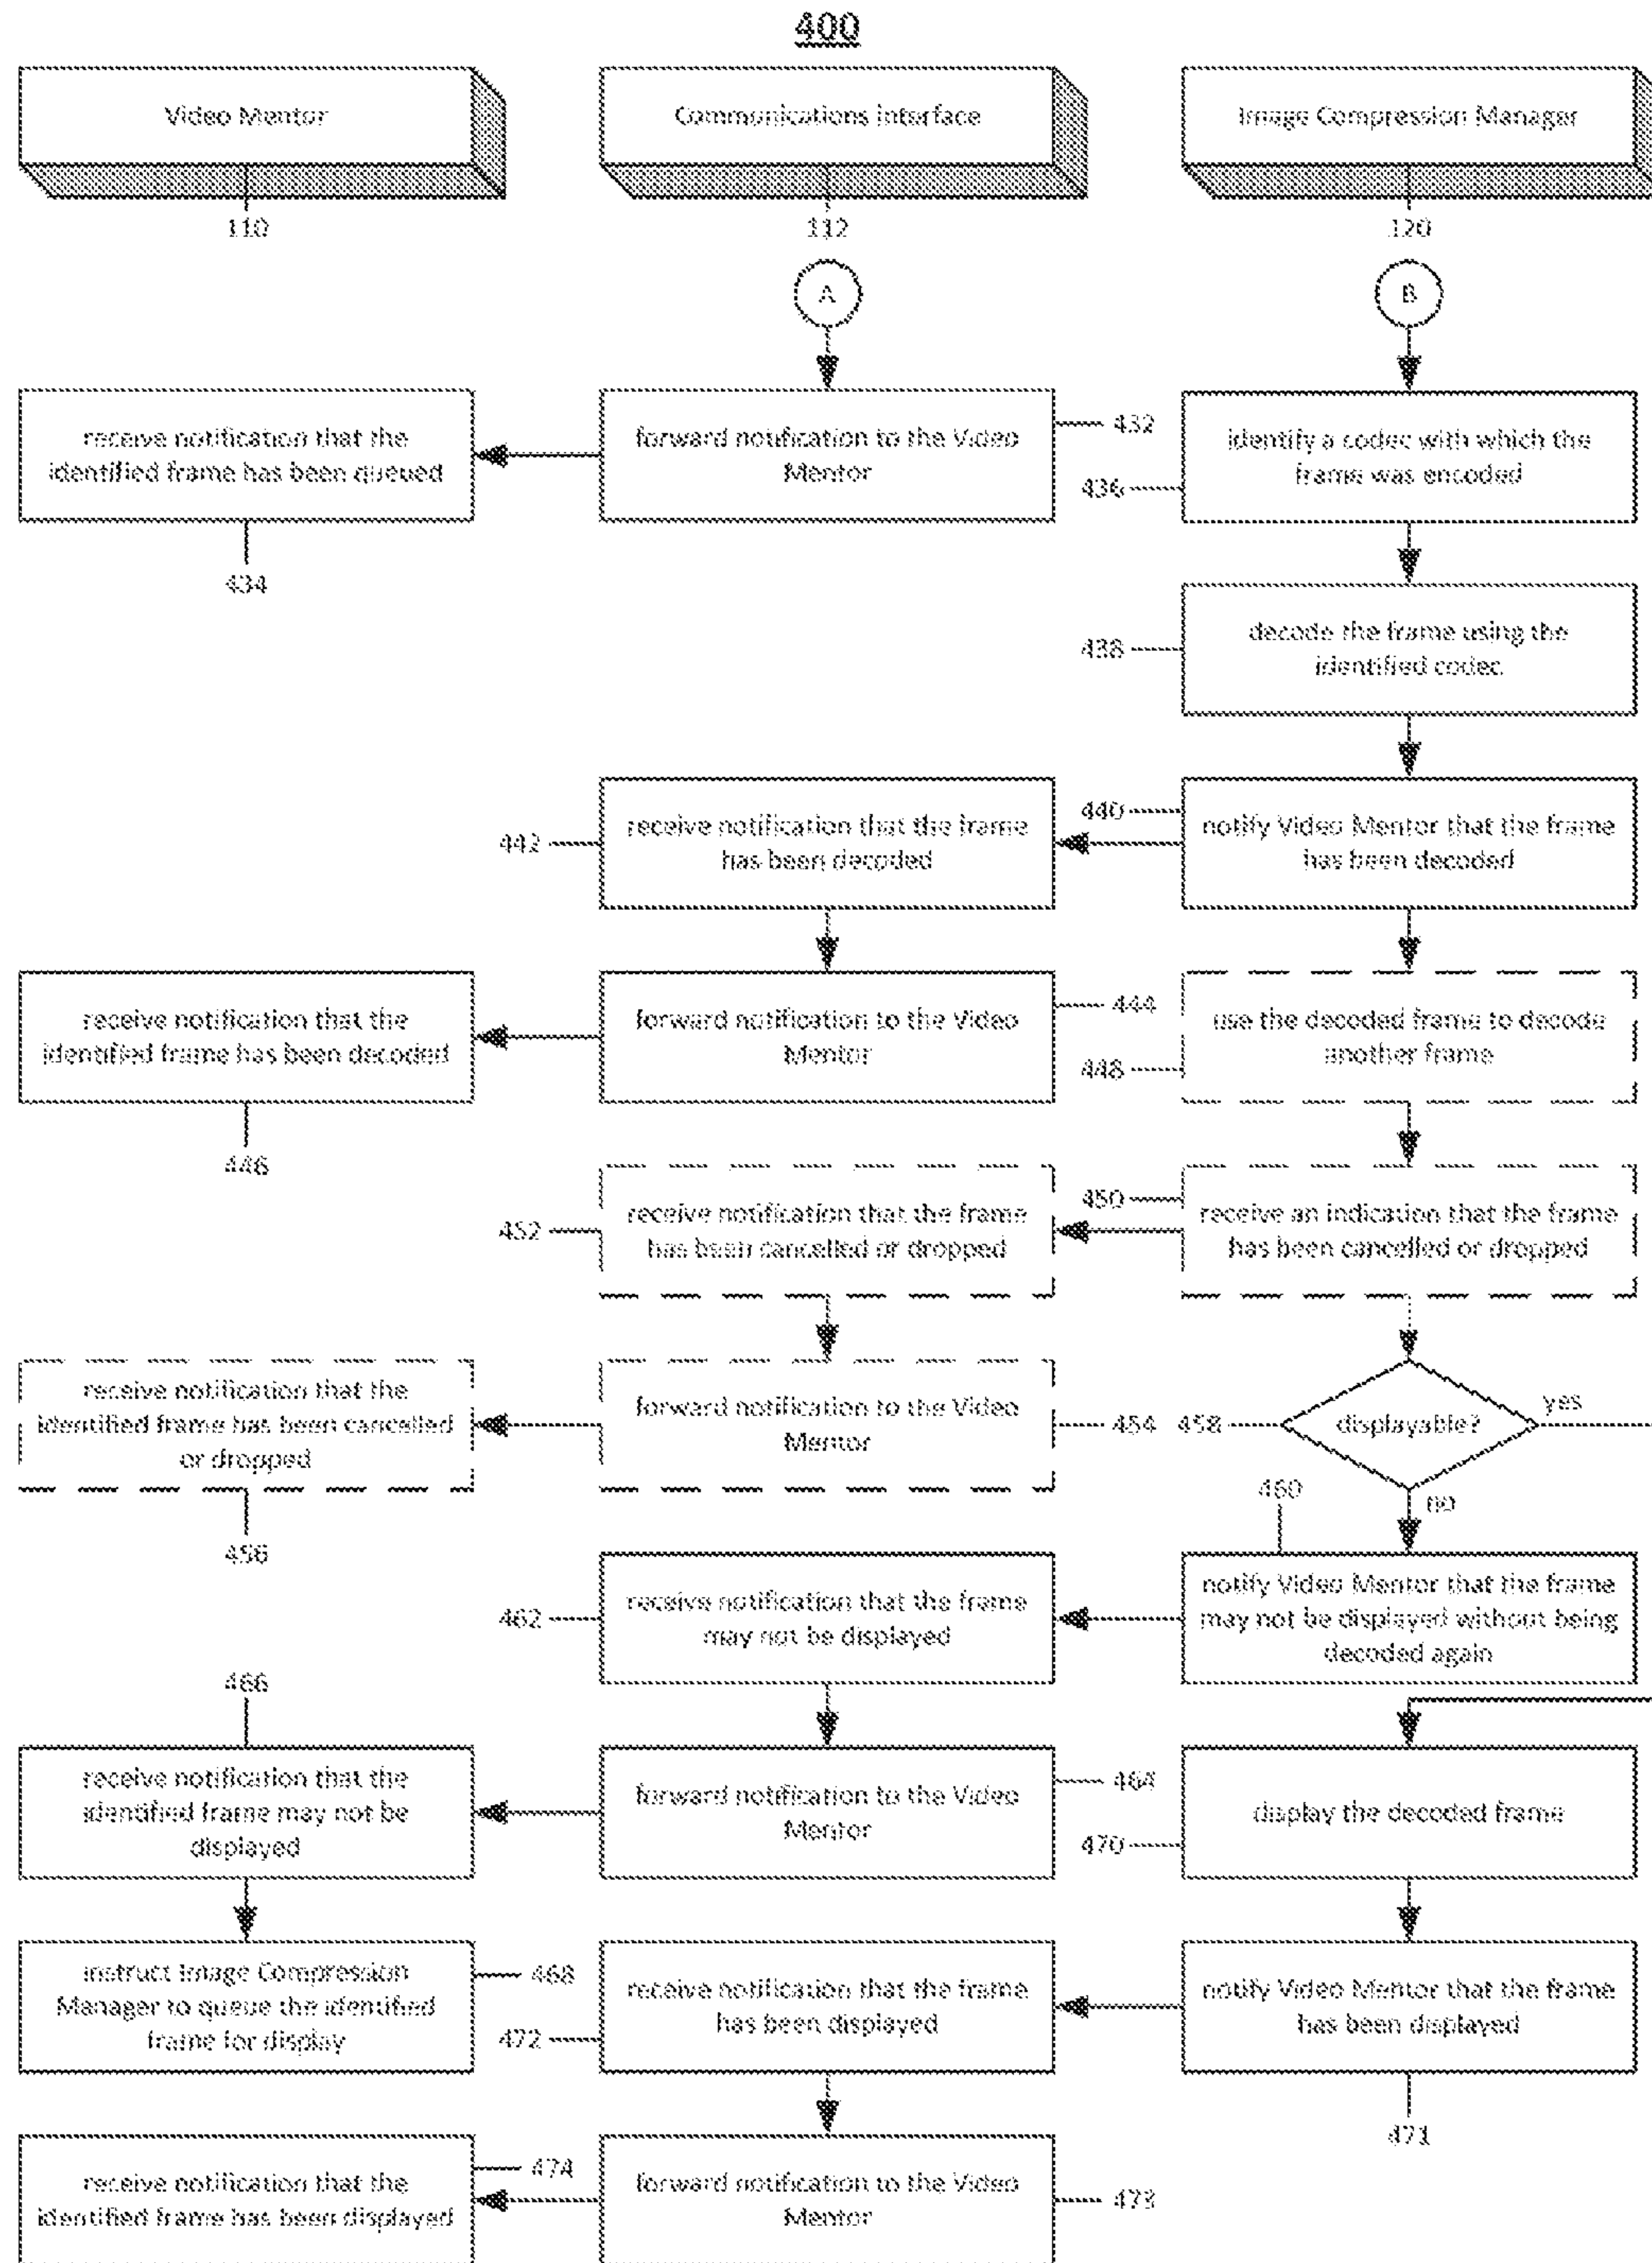 400
Video Mentor
Communications Interface
Image Compression Manager
110
112
120
A
B
receive notification that the
identified frame has been queued
434
forward notification to the Video
Mentor
432
436
identify a codec with which the
frame was encoded
438
decode the frame using the
identified codec
442
receive notification that the frame
has been decoded
440
notify Video Mentor that the frame
has been decoded
receive notification that the
identified frame has been decoded
446
forward notification to the Video
Mentor
444
448
use the decoded frame to decode
another frame
452
receive notification that the frame
has been cancelled or dropped
450
receive an indication that the frame
has been cancelled or dropped
receive notification that the
identified frame has been cancelled
or dropped
456
forward notification to the Video
Mentor
454
458
displayable?
yes
no
460
462
receive notification that the frame
may not be displayed
notify Video Mentor that the frame
may not be displayed without being
decoded again
466
receive notification that the
identified frame may not be
displayed
forward notification to the Video
Mentor
464
470
display the decoded frame
instruct Image Compression
Manager to queue the identified
frame for display
468
472
receive notification that the frame
has been displayed
notify Video Mentor that the frame
has been displayed
471
receive notification that the
identified frame has been displayed
474
forward notification to the Video
Mentor
473